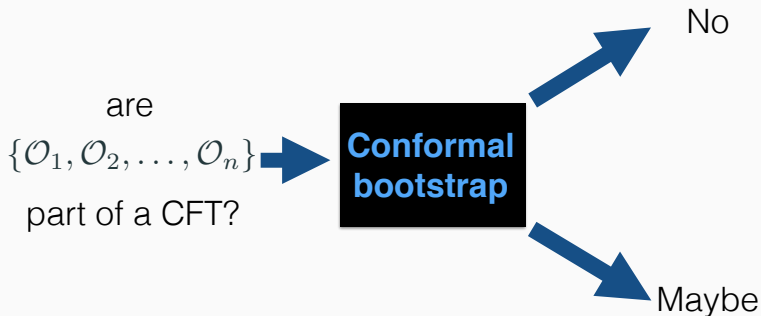 are
{𝒪₁, 𝒪₂, . . . , 𝒪ₙ}
part of a CFT?
Conformal
bootstrap
No
Maybe